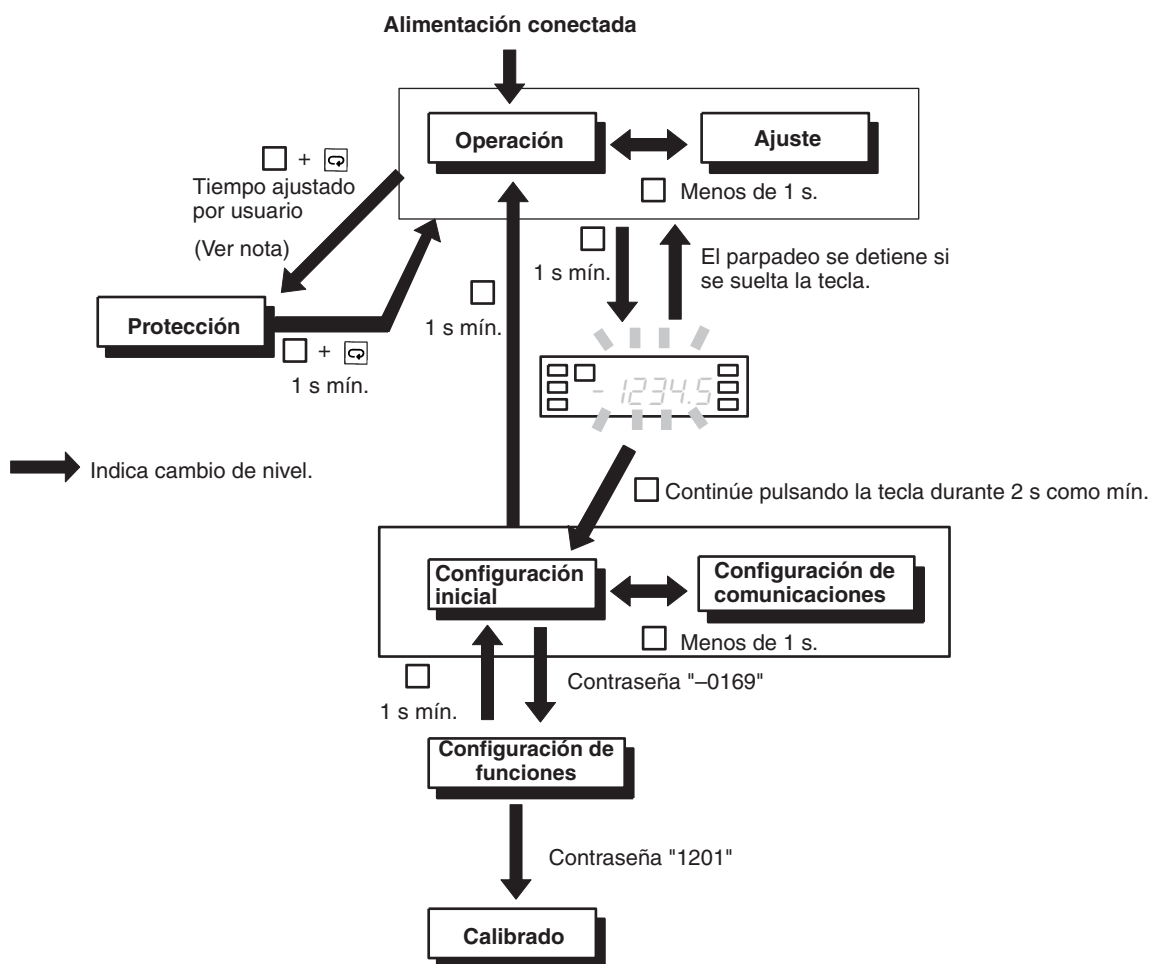 Alimentación conectada
Operación
Ajuste
+
Tiempo ajustado
por usuario
(Ver nota)
Menos de 1 s.
1 s mín.
El parpadeo se detiene si
se suelta la tecla.
1 s mín.
Protección
+
1 s mín.
- 1234.5
Indica cambio de nivel.
Continúe pulsando la tecla durante 2 s como mín.
Configuración
inicial
Configuración de
comunicaciones
Menos de 1 s.
1 s mín.
Contraseña "–0169"
Configuración de
funciones
Contraseña "1201"
Calibrado